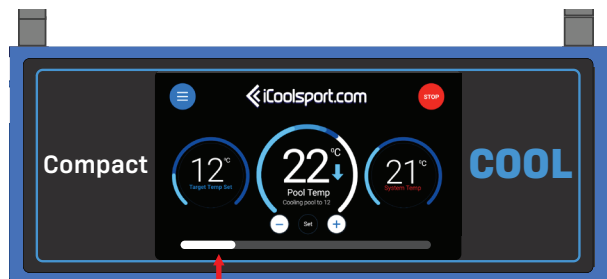 iCoolsport.com
STOP
Compact
COOL
12°c
Target Temp Set
22°C
Pool Temp
Cooling pool to 12
21°c
System Temp
− Set +